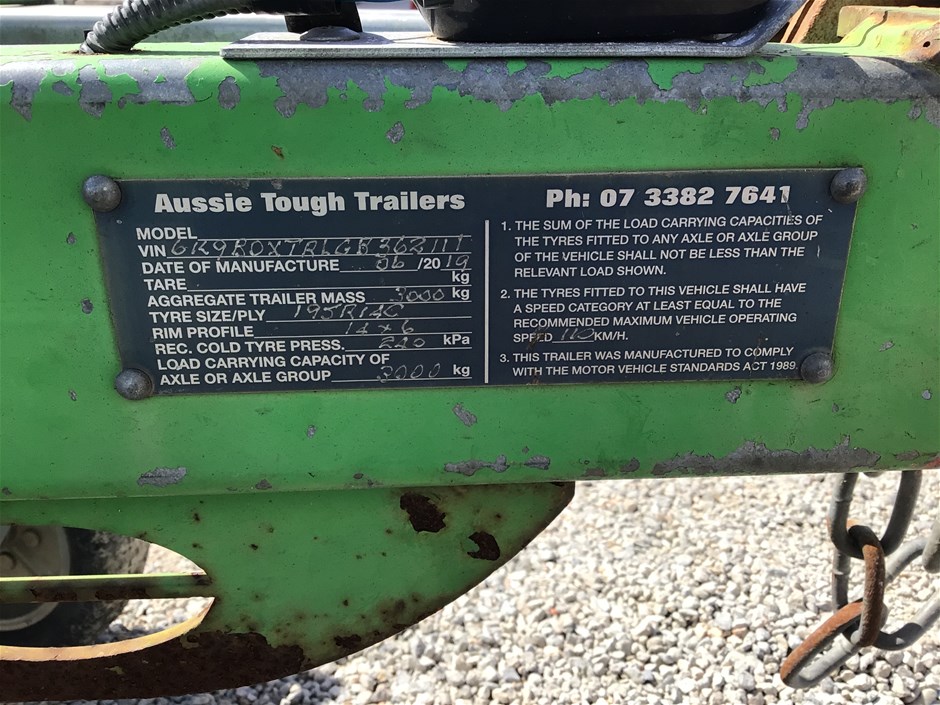 Aussie Tough Trailers
Ph: 07 3382 7641
MODEL
VIN 6K9ROXTRLGK362111
DATE OF MANUFACTURE 06 /2019
TARE kg
AGGREGATE TRAILER MASS 3000 kg
TYRE SIZE/PLY 195R14C
RIM PROFILE 14 x 6
REC. COLD TYRE PRESS. 220 kPa
LOAD CARRYING CAPACITY OF
AXLE OR AXLE GROUP 3000 kg
1. THE SUM OF THE LOAD CARRYING CAPACITIES OF
THE TYRES FITTED TO ANY AXLE OR AXLE GROUP
OF THE VEHICLE SHALL NOT BE LESS THAN THE
RELEVANT LOAD SHOWN.
2. THE TYRES FITTED TO THIS VEHICLE SHALL HAVE
A SPEED CATEGORY AT LEAST EQUAL TO THE
RECOMMENDED MAXIMUM VEHICLE OPERATING
SPEED 110 KM/H.
3. THIS TRAILER WAS MANUFACTURED TO COMPLY
WITH THE MOTOR VEHICLE STANDARDS ACT 1989.